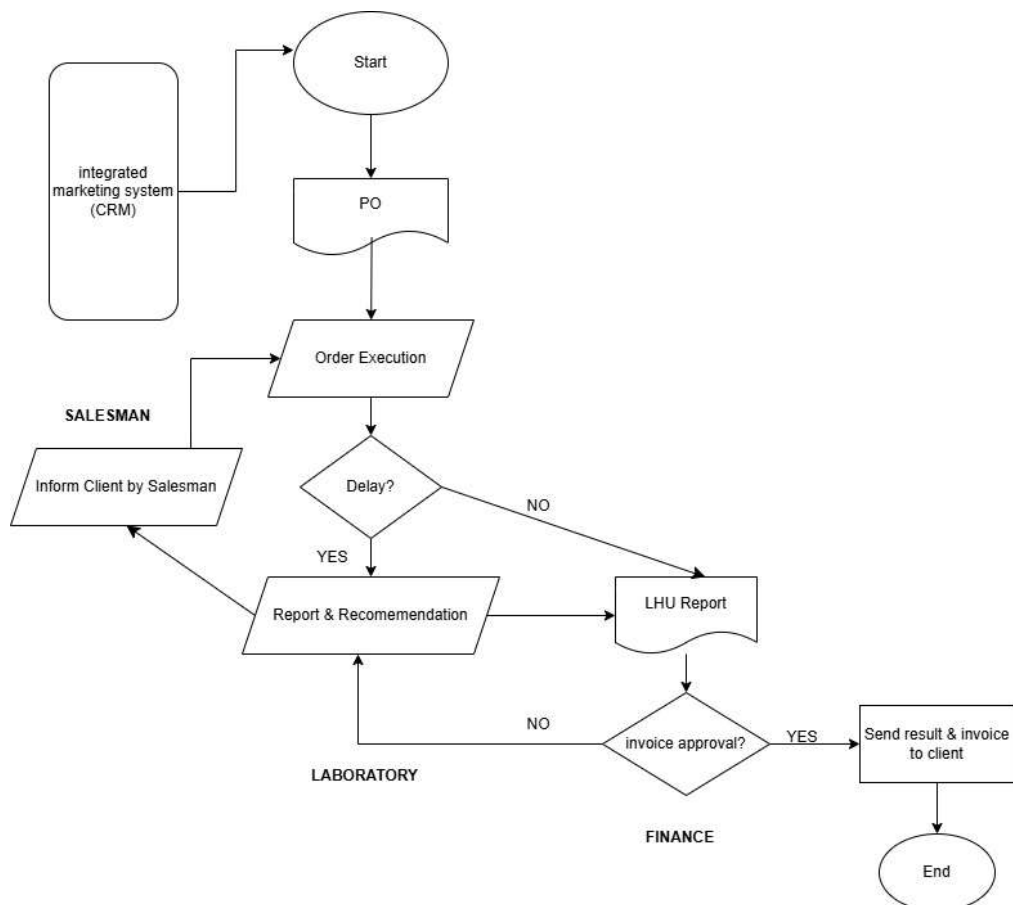 Start
integrated
marketing system
(CRM)
PO
Order Execution
SALESMAN
Inform Client by Salesman
Delay?
NO
YES
Report & Recomemendation
LHU Report
NO
invoice approval?
YES
Send result & invoice
to client
LABORATORY
FINANCE
End